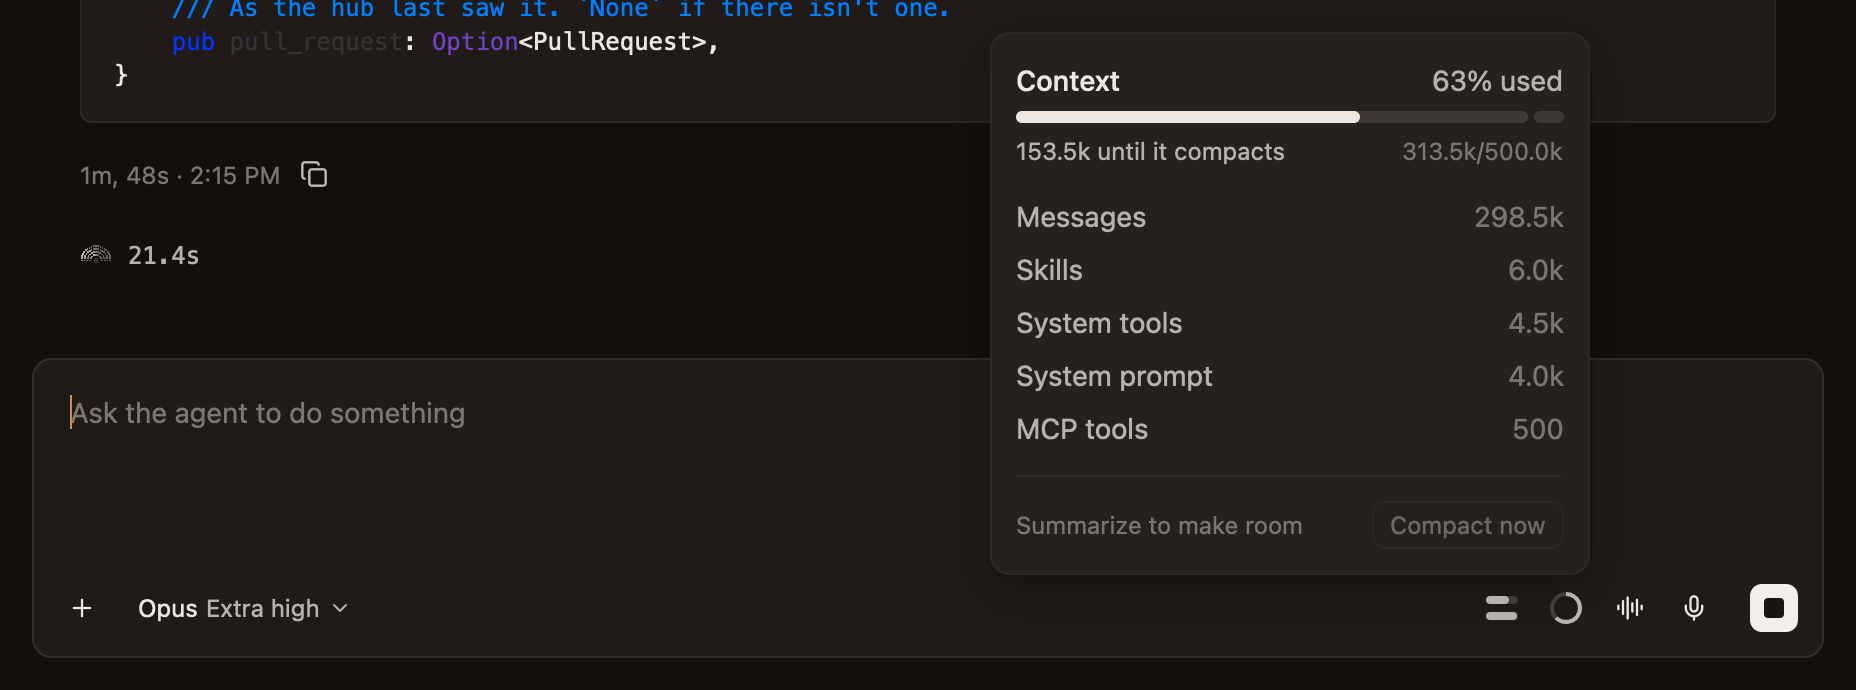 /// As the hub last saw it. `None` if there isn't one.
pub pull_request: Option<PullRequest>,
}
1m, 48s · 2:15 PM
21.4s
Context 63% used
153.5k until it compacts 313.5k/500.0k
Messages 298.5k
Skills 6.0k
System tools 4.5k
System prompt 4.0k
MCP tools 500
Summarize to make room Compact now
Ask the agent to do something
Opus Extra high